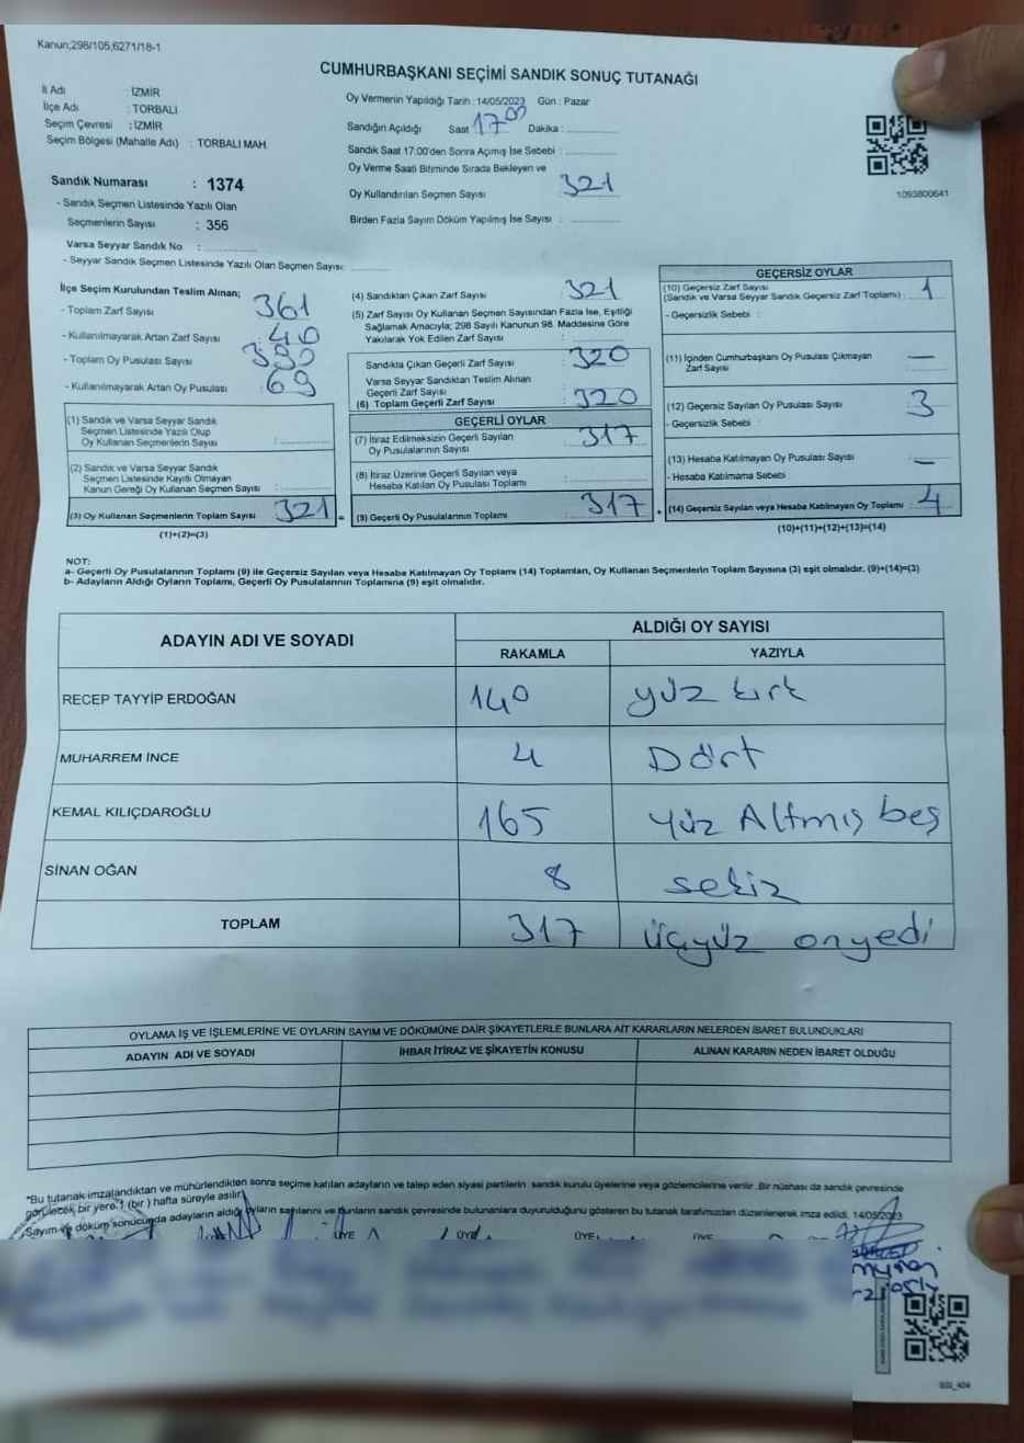 Kanun;298/105,6271/18-1
CUMHURBAŞKANI SEÇİMİ SANDIK SONUÇ TUTANAĞI
İl Adı : İZMİR
İlçe Adı : TORBALI
Seçim Çevresi : İZMİR
Seçim Bölgesi (Mahalle Adı) : TORBALI MAH.
Sandık Numarası : 1374
- Sandık Seçmen Listesinde Yazılı Olan
Seçmenlerin Sayısı : 356
Varsa Seyyar Sandık No :
- Seyyar Sandık Seçmen Listesinde Yazılı Olan Seçmen Sayısı:
Oy Vermenin Yapıldığı Tarih : 14/05/2023 Gün : Pazar
Sandığın Açıldığı Saat 17 00 Dakika :
Sandık Saat 17:00'den Sonra Açımış İse Sebebi :
Oy Verme Saati Bitiminde Sırada Bekleyen ve
Oy Kullandırılan Seçmen Sayısı 321
Birden Fazla Sayım Döküm Yapılmış İse Sayısı :
1093800641
İlçe Seçim Kurulundan Teslim Alınan;
- Toplam Zarf Sayısı 361
- Kullanılmayarak Artan Zarf Sayısı : 40
- Toplam Oy Pusulası Sayısı
- Kullanılmayarak Artan Oy Pusulası : 69
(1) Sandık ve Varsa Seyyar Sandık
Seçmen Listesinde Yazılı Olup
Oy Kullanan Seçmenlerin Sayısı :
(2) Sandık ve Varsa Seyyar Sandık
Seçmen Listesinde Kayıtlı Olmayan
Kanun Gereği Oy Kullanan Seçmen Sayısı :
(3) Oy Kullanan Seçmenlerin Toplam Sayısı 321
(1)+(2)=(3)
(4) Sandıktan Çıkan Zarf Sayısı 321
(5) Zarf Sayısı Oy Kullanan Seçmen Sayısından Fazla İse, Eşitliği
Sağlamak Amacıyla; 298 Sayılı Kanunun 98. Maddesine Göre
Yakılarak Yok Edilen Zarf Sayısı :
Sandıkta Çıkan Geçerli Zarf Sayısı 320
Varsa Seyyar Sandıktan Teslim Alınan
Geçerli Zarf Sayısı
(6) Toplam Geçerli Zarf Sayısı : 320
GEÇERLİ OYLAR
(7) İtiraz Edilmeksizin Geçerli Sayılan
Oy Pusulalarının Sayısı : 317
(8) İtiraz Üzerine Geçerli Sayılan veya
Hesaba Katılan Oy Pusulası Toplamı :
= (9) Geçerli Oy Pusulalarının Toplamı 317
GEÇERSİZ OYLAR
(10) Geçersiz Zarf Sayısı
(Sandık ve Varsa Seyyar Sandık Geçersiz Zarf Toplamı) : 1
- Geçersizlik Sebebi :
(11) İçinden Cumhurbaşkanı Oy Pusulası Çıkmayan
Zarf Sayısı : —
(12) Geçersiz Sayılan Oy Pusulası Sayısı : 3
- Geçersizlik Sebebi :
(13) Hesaba Katılmayan Oy Pusulası Sayısı : —
- Hesaba Katılmama Sebebi
+ (14) Geçersiz Sayılan veya Hesaba Katılmayan Oy Toplamı : 4
(10)+(11)+(12)+(13)=(14)
NOT:
a- Geçerli Oy Pusulalarının Toplamı (9) ile Geçersiz Sayılan veya Hesaba Katılmayan Oy Toplamı (14) Toplamları, Oy Kullanan Seçmenlerin Toplam Sayısına (3) eşit olmalıdır. (9)+(14)=(3)
b- Adayların Aldığı Oyların Toplamı, Geçerli Oy Pusulalarının Toplamına (9) eşit olmalıdır.
ADAYIN ADI VE SOYADI ALDIĞI OY SAYISI
RAKAMLA YAZIYLA
RECEP TAYYİP ERDOĞAN 140 yüz kırk
MUHARREM İNCE 4 Dört
KEMAL KILIÇDAROĞLU 165 yüz Altmış beş
SİNAN OĞAN 8 sekiz
TOPLAM 317 üçyüz onyedi
OYLAMA İŞ VE İŞLEMLERİNE VE OYLARIN SAYIM VE DÖKÜMÜNE DAİR ŞİKAYETLERLE BUNLARA AİT KARARLARIN NELERDEN İBARET BULUNDUKLARI
ADAYIN ADI VE SOYADI İHBAR İTİRAZ VE ŞİKAYETİN KONUSU ALINAN KARARIN NEDEN İBARET OLDUĞU
*Bu tutanak imzalandıktan ve mühürlendikten sonra seçime katılan adayların ve talep eden siyasi partilerin sandık kurulu üyelerine veya gözlemcilerine verilir. Bir nüshası da sandık çevresinde
görülecek bir yere 1 (bir) hafta süreyle asılır.
Sayım ve döküm sonucunda adayların aldığı oyların sayılarını ve bunların sandık çevresinde bulunanlara duyurulduğunu gösteren bu tutanak tarafımızdan düzenlenerek imza edildi. 14/05/2023
ÜYE ÜYE ÜYE ÜYE